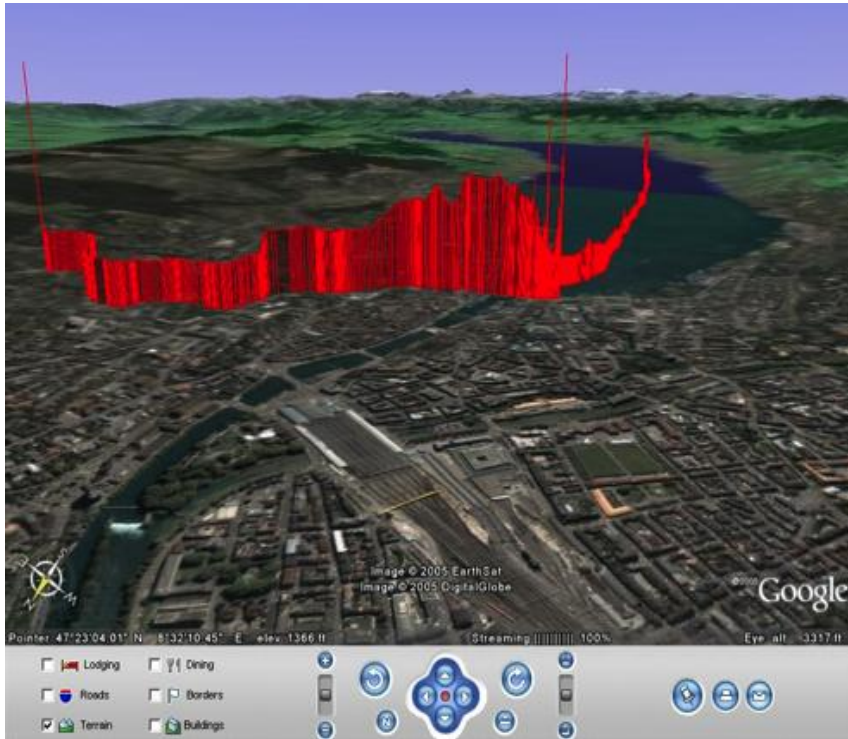 Image © 2005 EarthSat
Image © 2005 DigitalGlobe
©2005 Google
Pointer 47°23'04.01" N 8°32'10.45" E elev 1366 ft
Streaming |||||||||| 100%
Eye alt 3317 ft
Lodging
Dining
Roads
Borders
Terrain
Buildings
N